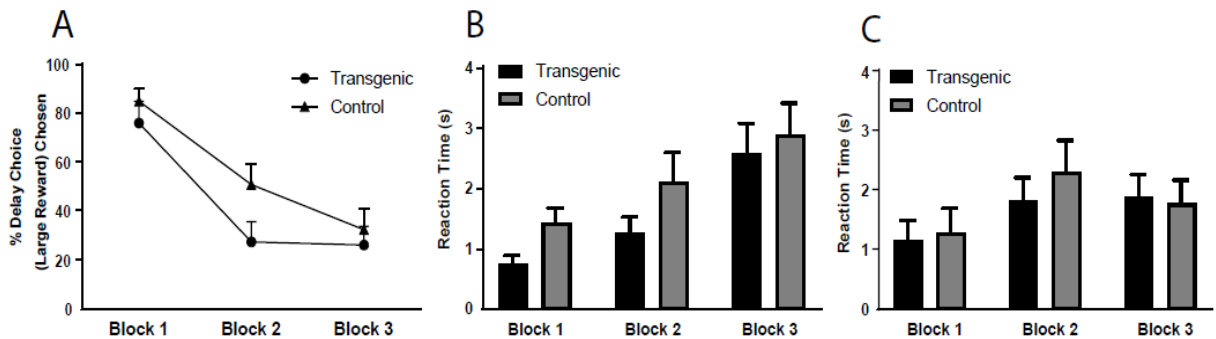 A
% Delay Choice
(Large Reward) Chosen
100
80
60
40
20
0
Transgenic
Control
Block 1 Block 2 Block 3
B
Reaction Time (s)
4
3
2
1
0
Transgenic
Control
Block 1 Block 2 Block 3
C
Reaction Time (s)
4
3
2
1
0
Transgenic
Control
Block 1 Block 2 Block 3